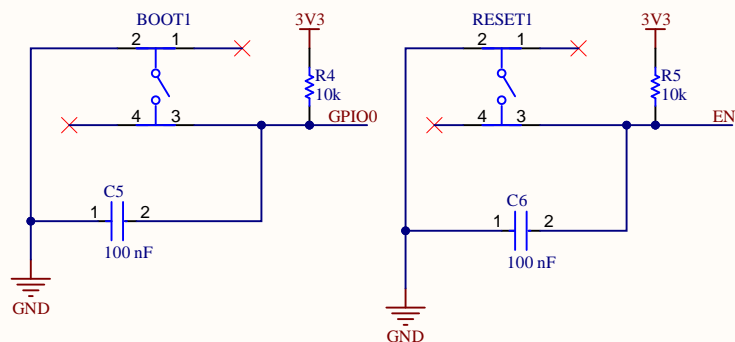 BOOT1
2 1
3V3
R4
10k
4 3
GPIO0
C5
1 2
100 nF
GND
RESET1
2 1
3V3
R5
10k
4 3
EN
C6
1 2
100 nF
GND